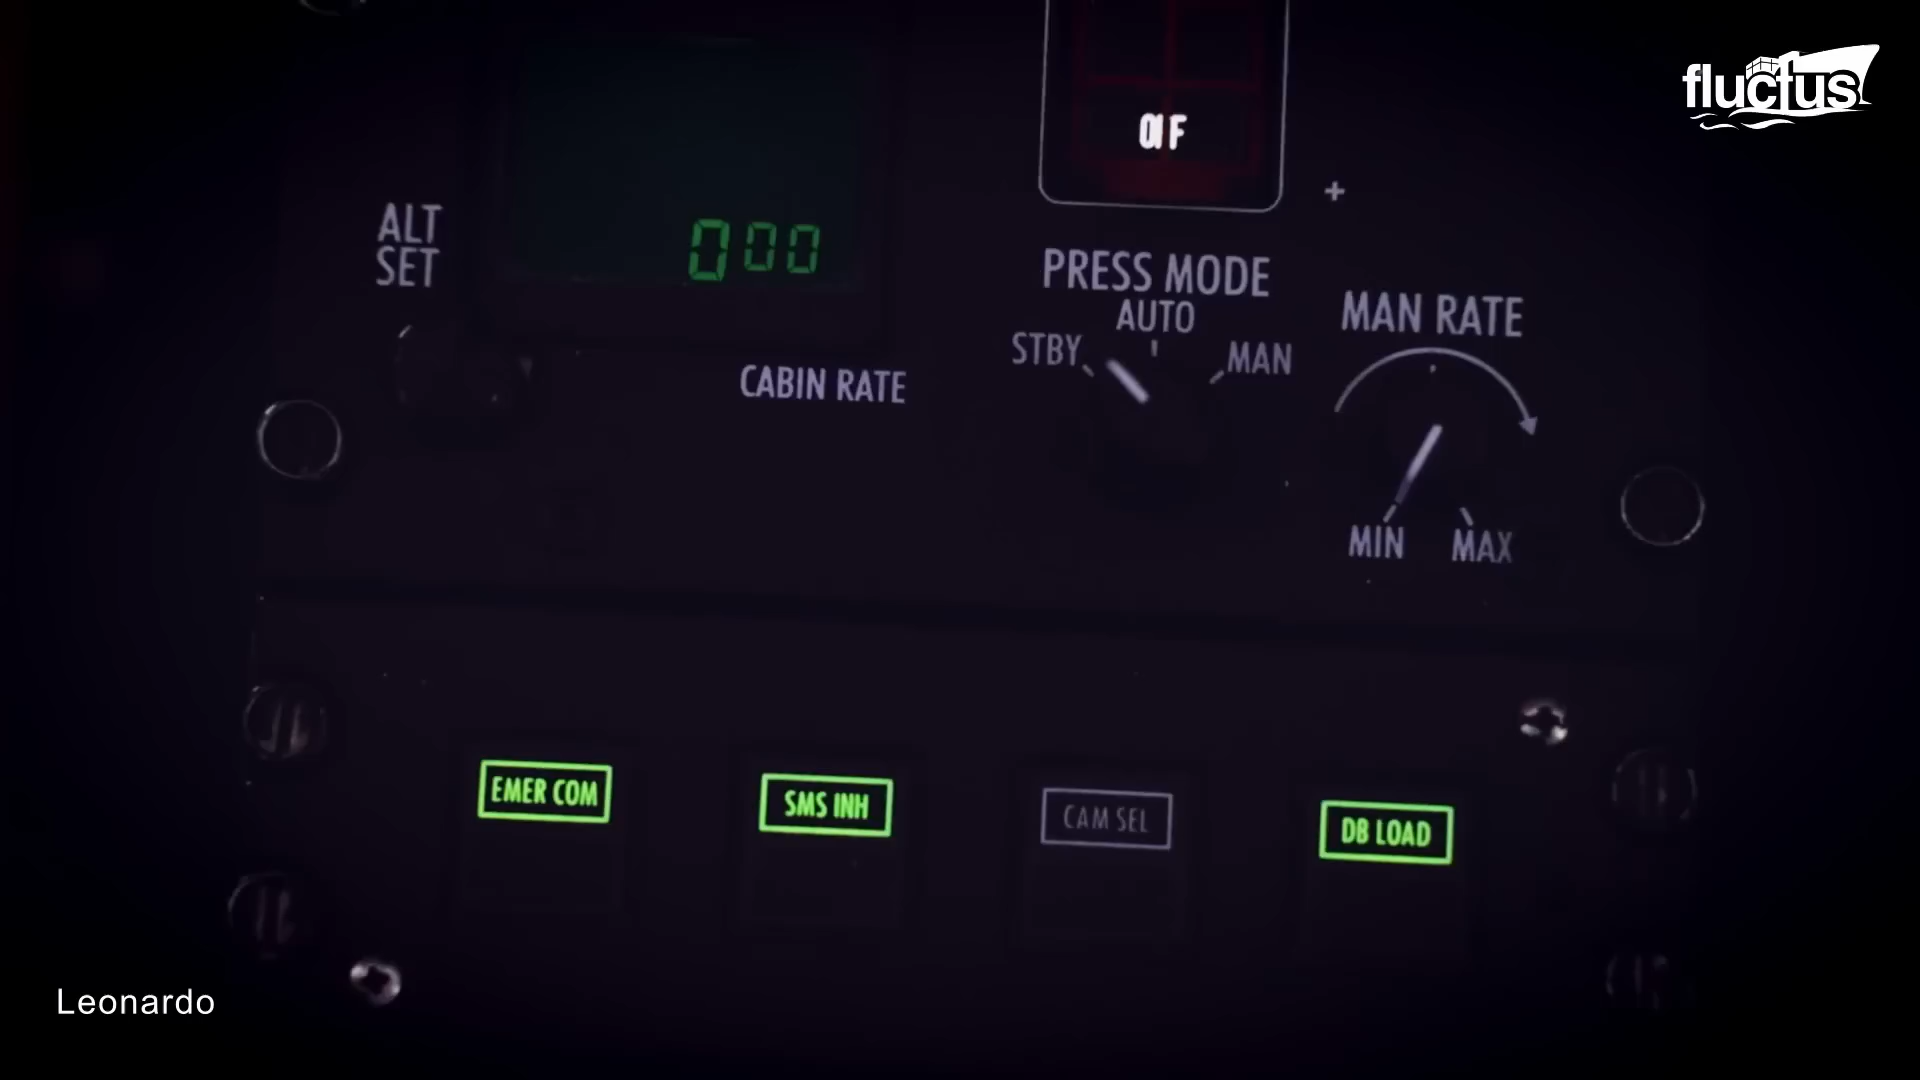 fluctus
ALT
SET
000
PRESS MODE
AUTO
STBY
MAN
MAN RATE
CABIN RATE
MIN
MAX
EMER COM
SMS INH
CAM SEL
DB LOAD
Leonardo